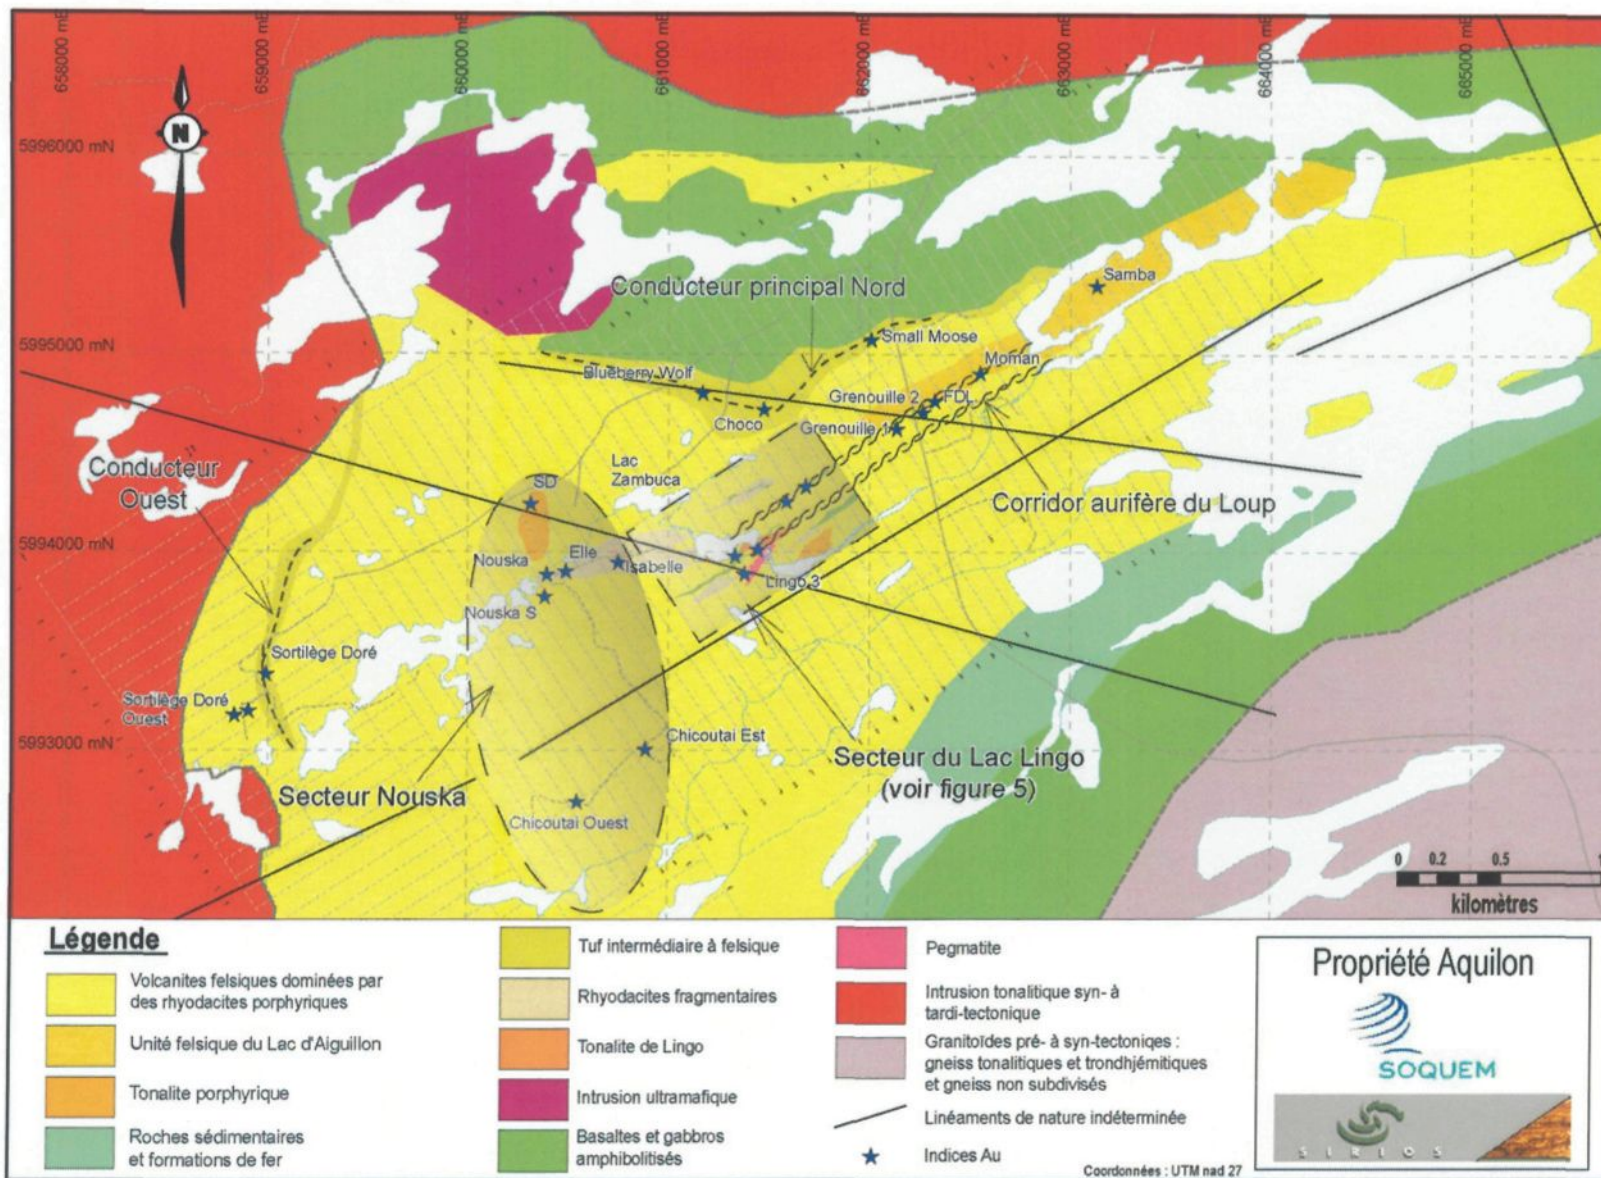 658000 mE
659000 mE
660000 mE
661000 mE
662000 mE
663000 mE
664000 mE
665000 mE
N
5996000 mN
5995000 mN
5994000 mN
5993000 mN
Conducteur principal Nord
Samba
Small Moose
Moman
Blueberry Wolf
Grenouille 2
FDL
Choco
Grenouille 1
Conducteur
Ouest
Lac
Zambuca
SD
Corridor aurifère du Loup
Nouska
Elle
Isabelle
Lingo 3
Nouska S
Sortilège Doré
Sortilège Doré
Ouest
Chicoutai Est
Secteur du Lac Lingo
(voir figure 5)
Secteur Nouska
Chicoutai Ouest
0 0.2 0.5 1
kilomètres
Légende
Volcanites felsiques dominées par
des rhyodacites porphyriques
Unité felsique du Lac d'Aiguillon
Tonalite porphyrique
Roches sédimentaires
et formations de fer
Tuf intermédiaire à felsique
Rhyodacites fragmentaires
Tonalite de Lingo
Intrusion ultramafique
Basaltes et gabbros
amphibolitisés
Pegmatite
Intrusion tonalitique syn- à
tardi-tectonique
Granitoïdes pré- à syn-tectoniqes :
gneiss tonalitiques et trondhjémitiques
et gneiss non subdivisés
Linéaments de nature indéterminée
Indices Au
Coordonnées : UTM nad 27
Propriété Aquilon
SOQUEM
SIRIOS